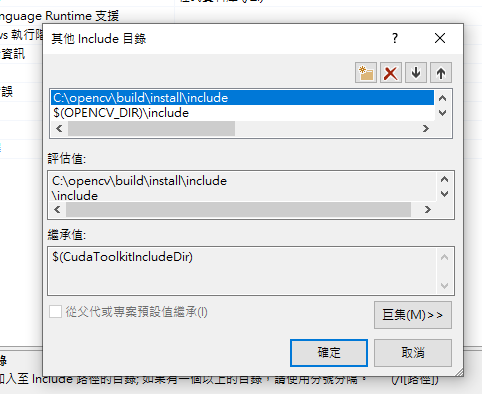 anguage Runtime 支援
vs 執行階
資訊
誤
其他 Include 目錄
?
C:\opencv\build\install\include
$(OPENCV_DIR)\include
評估值:
C:\opencv\build\install\include
\include
繼承值:
$(CudaToolkitIncludeDir)
從父代或專案預設值繼承(I)
巨集(M)>>
確定
取消
錄
加入至 Include 路徑的目錄; 如果有一個以上的目錄，請使用分號分隔。 (/I[路徑])